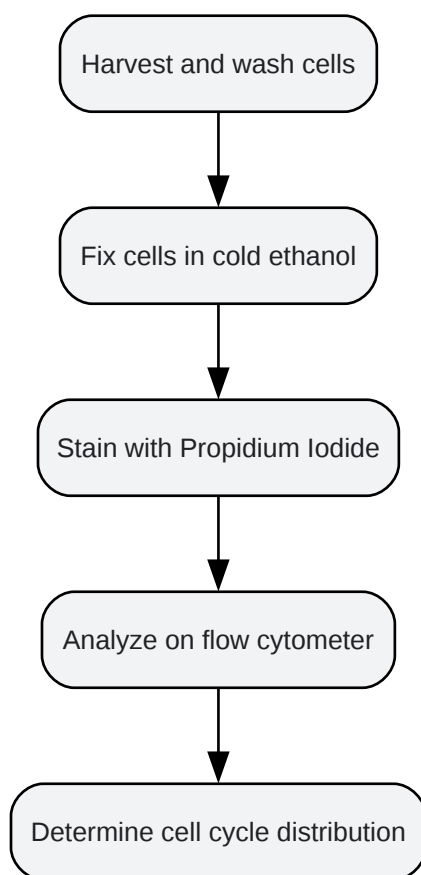 Harvest and wash cells
Fix cells in cold ethanol
Stain with Propidium Iodide
Analyze on flow cytometer
Determine cell cycle distribution